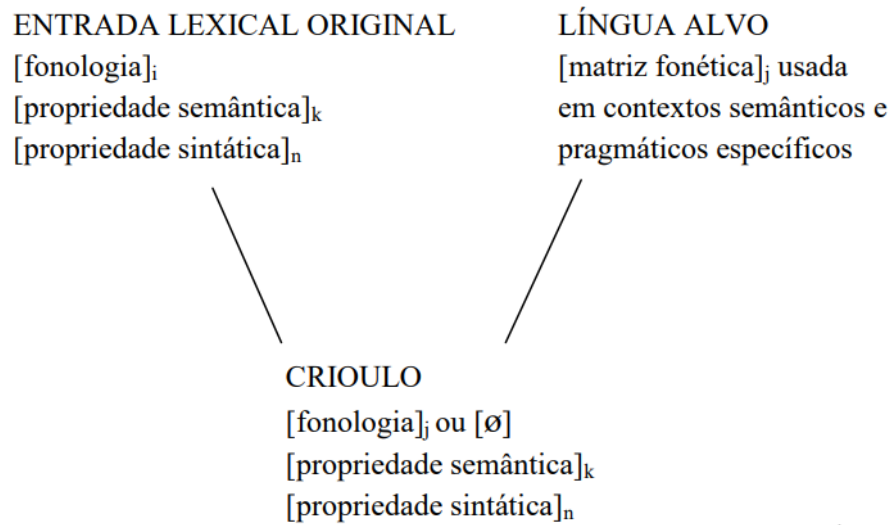 ENTRADA LEXICAL ORIGINAL
[fonologia]i
[propriedade semântica]k
[propriedade sintática]n
LÍNGUA ALVO
[matriz fonética]j usada
em contextos semânticos e
pragmáticos específicos
CRIOULO
[fonologia]j ou [ø]
[propriedade semântica]k
[propriedade sintática]n